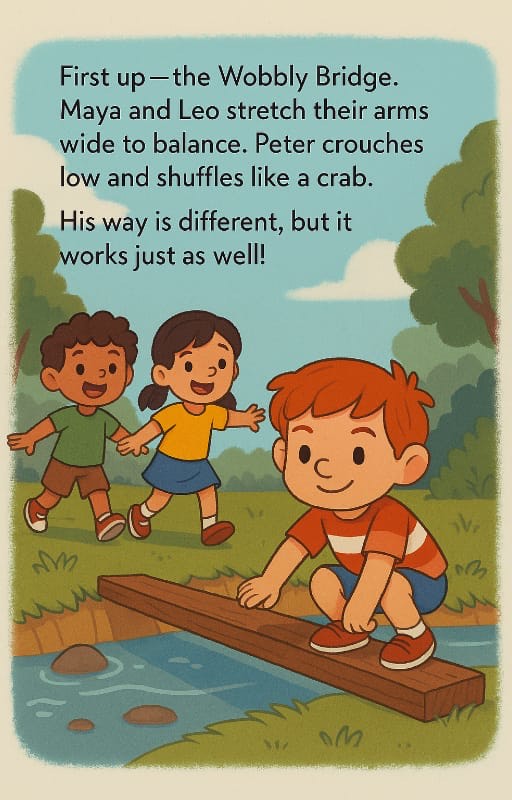 First up—the Wobbly Bridge.
Maya and Leo stretch their arms
wide to balance. Peter crouches
low and shuffles like a crab.
His way is different, but it
works just as well!